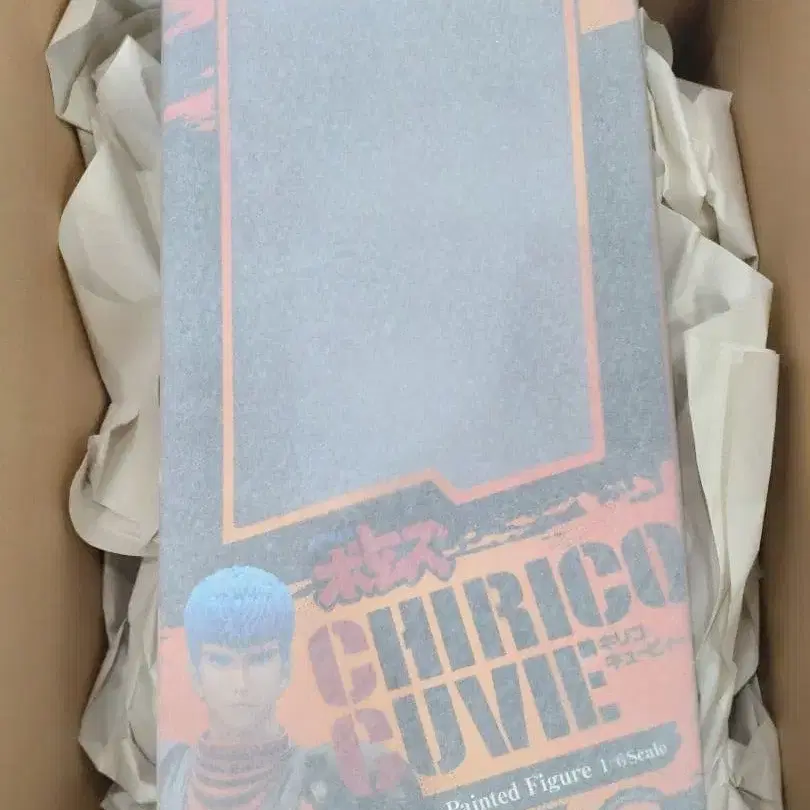 ボトムズ
CHIRICO
キリコ
キュービィー
CUVIE
Painted Figure 1/6 Scale